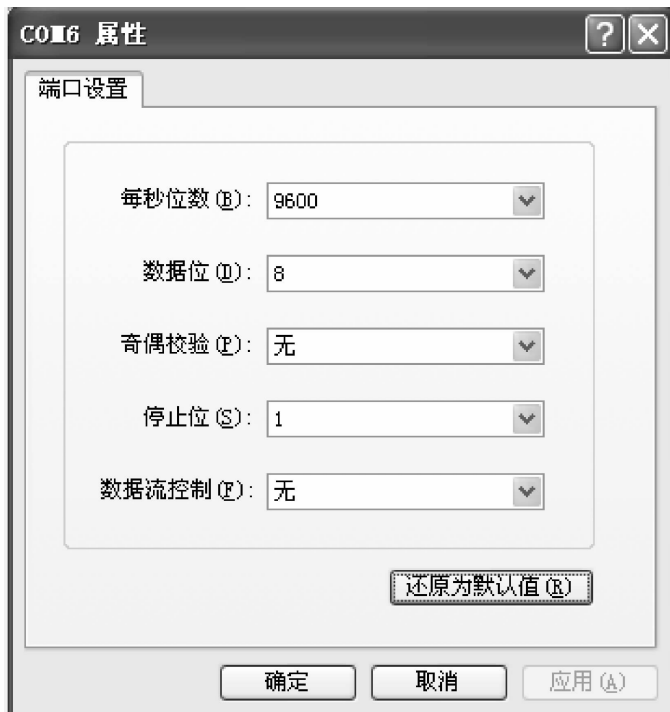 COM6 属性
端口设置
每秒位数(B): 9600
数据位(D): 8
奇偶校验(P): 无
停止位(S): 1
数据流控制(F): 无
还原为默认值(R)
确定 取消 应用(A)